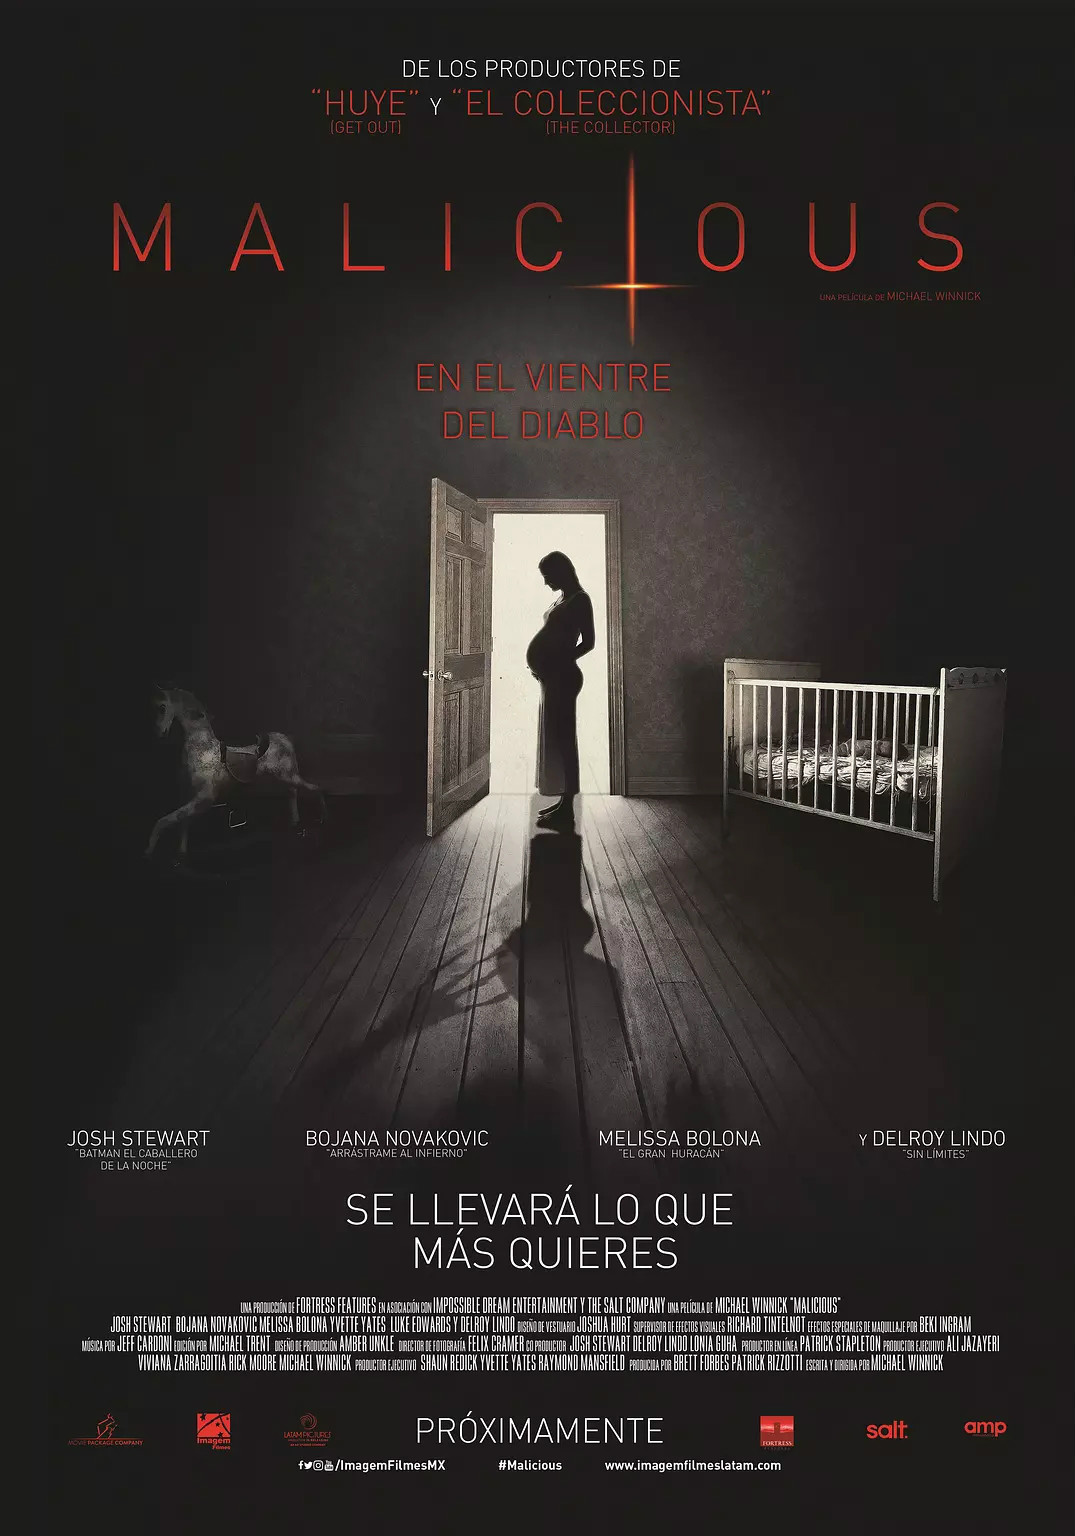 DE LOS PRODUCTORES DE
“HUYE” Y “EL COLECCIONISTA”
(GET OUT) (THE COLLECTOR)
MALICIOUS
UNA PELÍCULA DE MICHAEL WINNICK
EN EL VIENTRE
DEL DIABLO
JOSH STEWART BOJANA NOVAKOVIC MELISSA BOLONA Y DELROY LINDO
"BATMAN EL CABALLERO "ARRÁSTRAME AL INFIERNO" "EL GRAN HURACÁN" "SIN LÍMITES"
DE LA NOCHE"
SE LLEVARÁ LO QUE
MÁS QUIERES
UNA PRODUCCIÓN DE FORTRESS FEATURES EN ASOCIACIÓN CON IMPOSSIBLE DREAM ENTERTAINMENT Y THE SALT COMPANY UNA PELÍCULA DE MICHAEL WINNICK "MALICIOUS"
JOSH STEWART BOJANA NOVAKOVIC MELISSA BOLONA YVETTE YATES LUKE EDWARDS Y DELROY LINDO DISEÑO DE VESTUARIO JOSHUA HURT SUPERVISOR DE EFECTOS VISUALES RICHARD TINTELNOT EFECTOS ESPECIALES DE MAQUILLAJE POR BEKI INGRAM
MÚSICA POR JEFF CARDONI EDICIÓN POR MICHAEL TRENT DISEÑO DE PRODUCCIÓN AMBER UNKLE DIRECTOR DE FOTOGRAFÍA FELIX CRAMER CO PRODUCTOR JOSH STEWART DELROY LINDO LONIA GUHA PRODUCTOR EN LÍNEA PATRICK STAPLETON PRODUCTOR EJECUTIVO ALI JAZAYERI
VIVIANA ZARRAGOITIA RICK MOORE MICHAEL WINNICK PRODUCTOR EJECUTIVO SHAUN REDICK YVETTE YATES RAYMOND MANSFIELD PRODUCIDA POR BRETT FORBES PATRICK RIZZOTTI ESCRITA Y DIRIGIDA POR MICHAEL WINNICK
MOVIE PACKAGE COMPANY
Imagem
Filmes
LATAM PICTURES
PRÓXIMAMENTE
FORTRESS
salt.
amp
/ImagemFilmesMX #Malicious www.imagemfilmeslatam.com